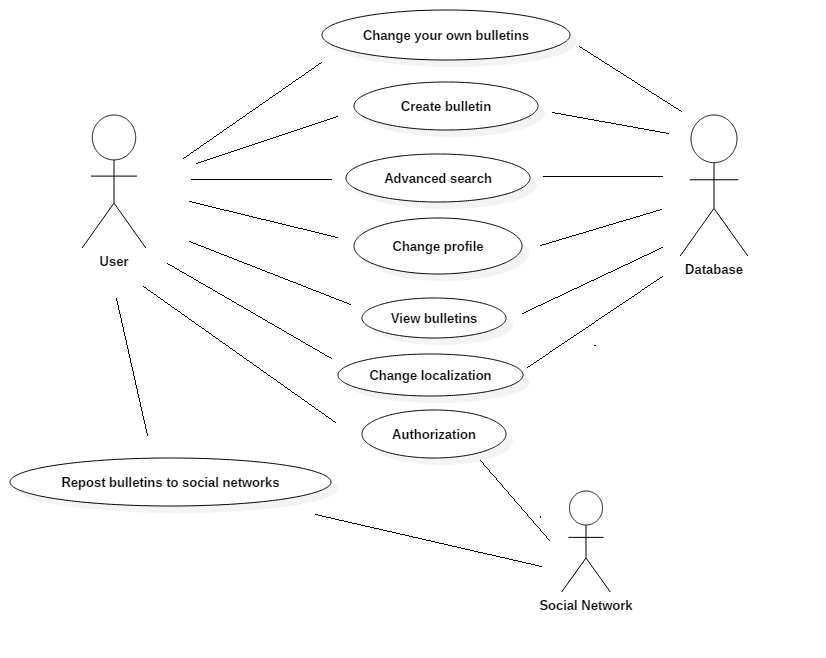 Change your own bulletins
Create bulletin
Advanced search
Change profile
User
Database
View bulletins
Change localization
Authorization
Repost bulletins to social networks
Social Network